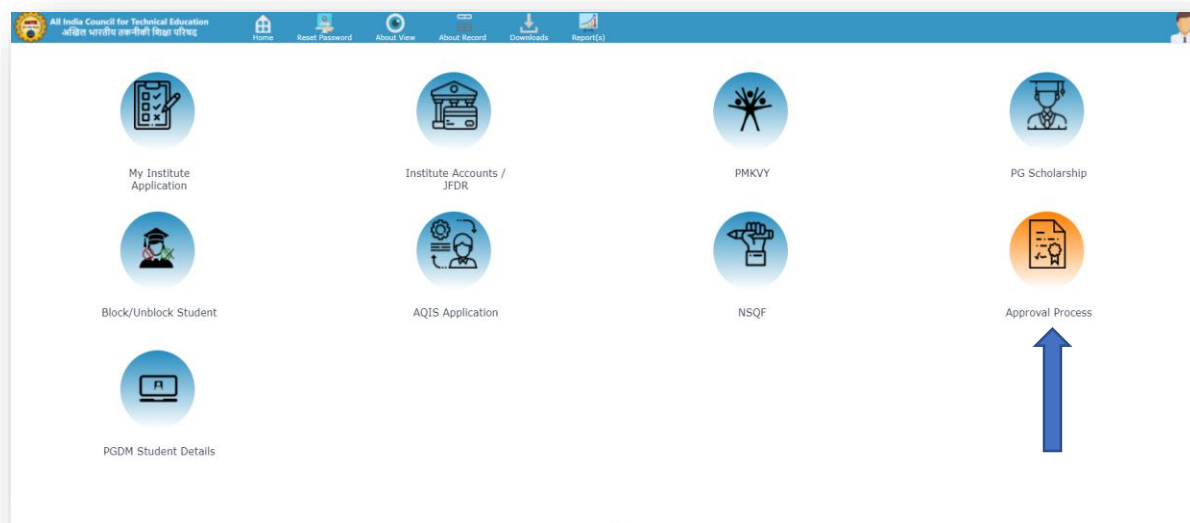 All India Council for Technical Education
अखिल भारतीय तकनीकी शिक्षा परिषद
Home
Reset Password
About View
About Record
Downloads
Report(s)
My Institute
Application
Institute Accounts /
JFDR
PMKVY
PG Scholarship
Block/Unblock Student
AQIS Application
NSQF
Approval Process
PGDM Student Details